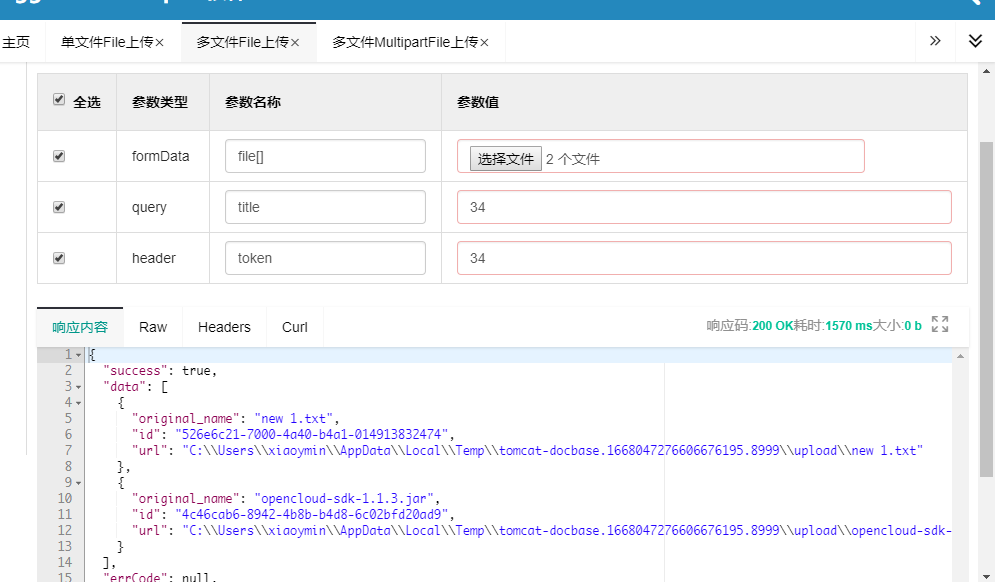 主页 单文件File上传× 多文件File上传× 多文件MultipartFile上传×
全选 参数类型 参数名称 参数值
formData file[] 选择文件 2 个文件
query title 34
header token 34
响应内容 Raw Headers Curl 响应码:200 OK耗时:1570 ms大小:0 b
1 {
2 "success": true,
3 "data": [
4 {
5 "original_name": "new 1.txt",
6 "id": "526e6c21-7000-4a40-b4a1-014913832474",
7 "url": "C:\\Users\\xiaoymin\\AppData\\Local\\Temp\\tomcat-docbase.1668047276606676195.8999\\upload\\new 1.txt"
8 },
9 {
10 "original_name": "opencloud-sdk-1.1.3.jar",
11 "id": "4c46cab6-8942-4b8b-b4d8-6c02bfd20ad9",
12 "url": "C:\\Users\\xiaoymin\\AppData\\Local\\Temp\\tomcat-docbase.1668047276606676195.8999\\upload\\opencloud-sdk-
13 }
14 ],
15 "errCode": null,